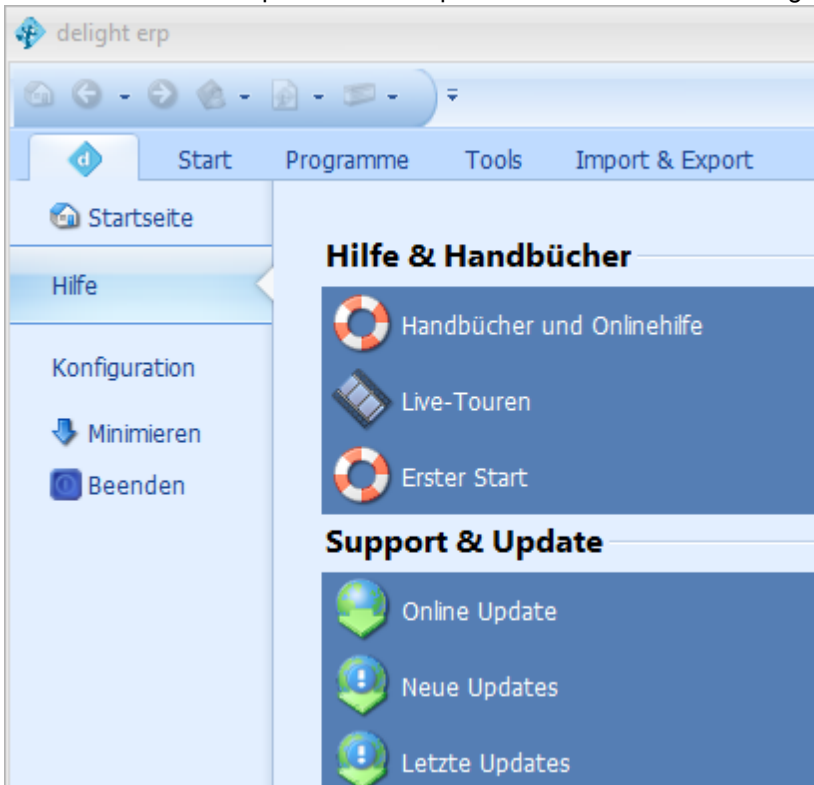 delight erp
d
Start Programme Tools Import & Export
Startseite
Hilfe
Konfiguration
Minimieren
Beenden
Hilfe & Handbücher
Handbücher und Onlinehilfe
Live-Touren
Erster Start
Support & Update
Online Update
Neue Updates
Letzte Updates